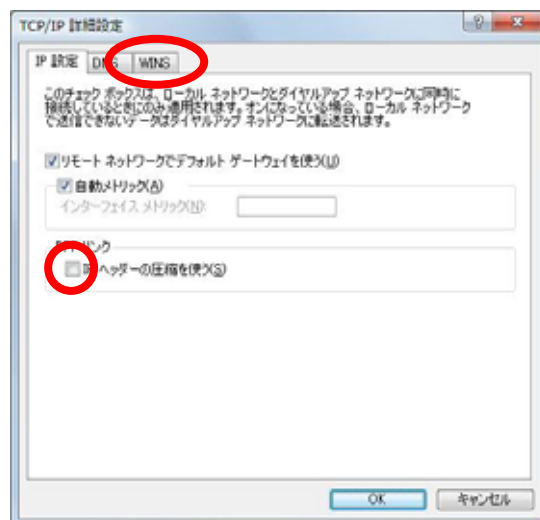 TCP/IP 詳細設定
IP 設定 DNS WINS
このチェック ボックスは、ローカル ネットワークとダイヤルアップ ネットワークに同時に
接続しているときにのみ適用されます。オンになっている場合、ローカル ネットワーク
で送信できないデータはダイヤルアップ ネットワークに転送されます。
リモート ネットワークでデフォルト ゲートウェイを使う(U)
自動メトリック(A)
インターフェイス メトリック(N):
リンク
IP ヘッダーの圧縮を使う(S)
OK キャンセル